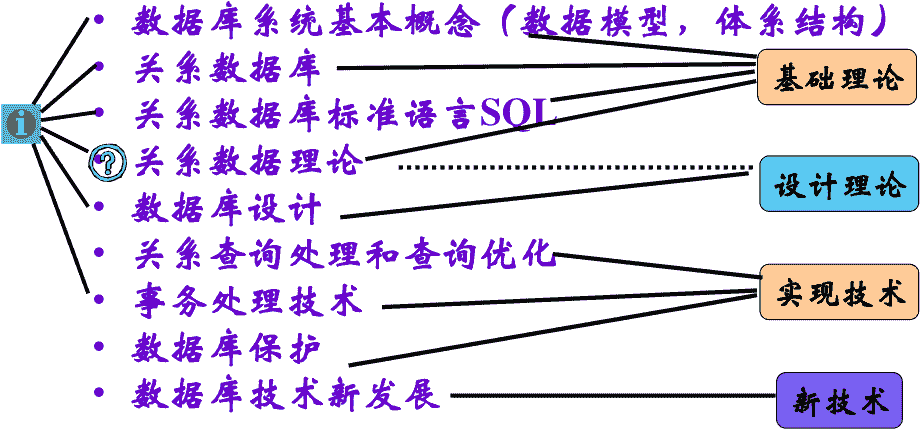 • 数据库系统基本概念（数据模型，体系结构）
• 关系数据库
基础理论
• 关系数据库标准语言SQL
? 关系数据理论
设计理论
• 数据库设计
• 关系查询处理和查询优化
• 事务处理技术
实现技术
• 数据库保护
• 数据库技术新发展
新技术